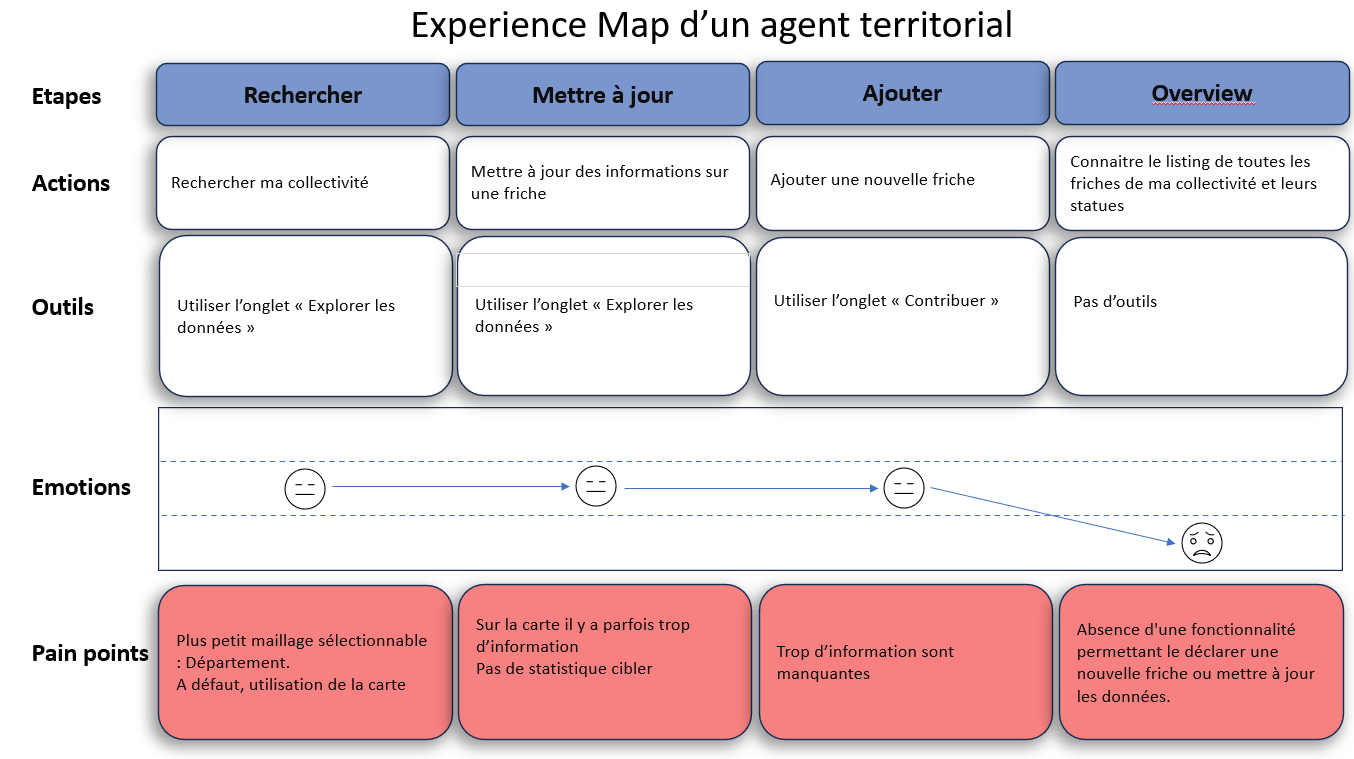 Experience Map d’un agent territorial
Etapes
Rechercher
Mettre à jour
Ajouter
Overview
Actions
Rechercher ma collectivité
Mettre à jour des informations sur
une friche
Ajouter une nouvelle friche
Connaitre le listing de toutes les
friches de ma collectivité et leurs
statues
Outils
Utiliser l’onglet « Explorer les
données »
Utiliser l’onglet « Explorer les
données »
Utiliser l’onglet « Contribuer »
Pas d’outils
Emotions
Pain points
Plus petit maillage sélectionnable
: Département.
A défaut, utilisation de la carte
Sur la carte il y a parfois trop
d’information
Pas de statistique cibler
Trop d’information sont
manquantes
Absence d'une fonctionnalité
permettant le déclarer une
nouvelle friche ou mettre à jour
les données.